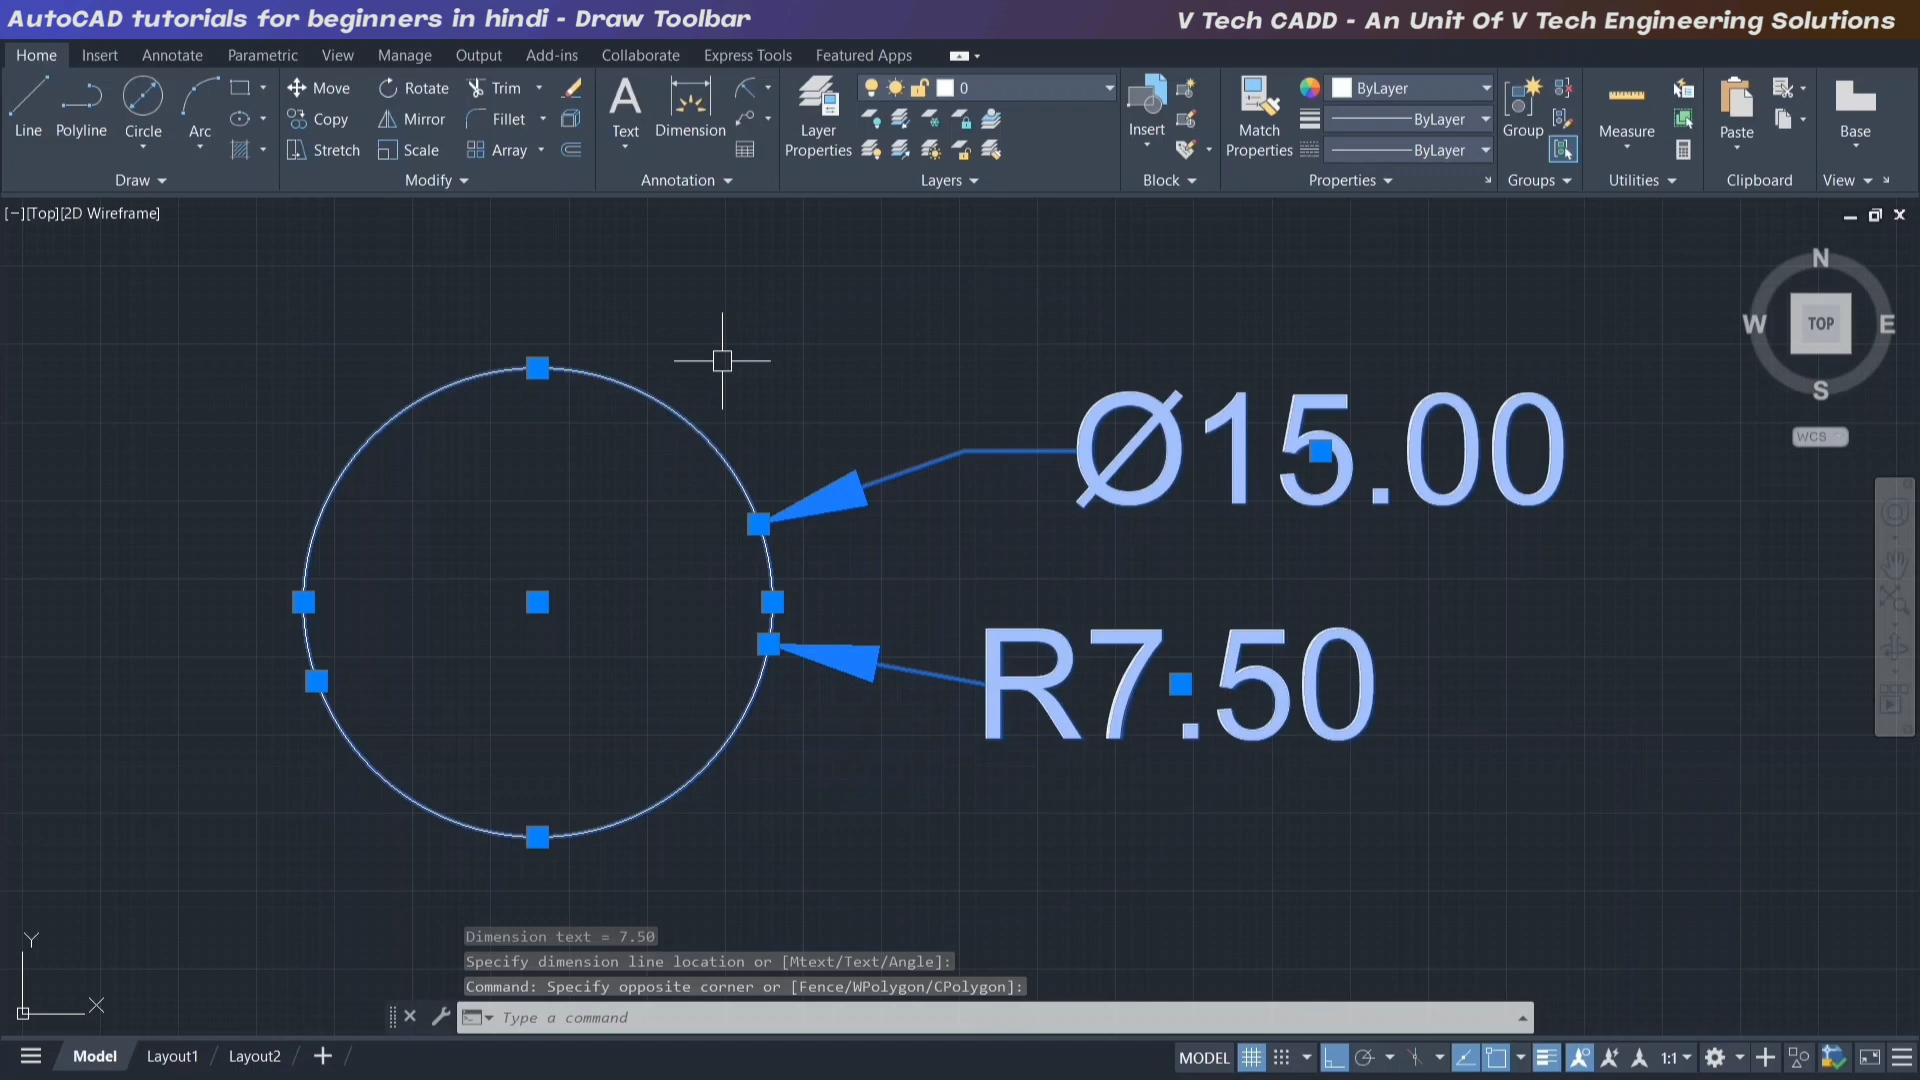 AutoCAD tutorials for beginners in hindi - Draw Toolbar
V Tech CADD - An Unit Of V Tech Engineering Solutions
Home Insert Annotate Parametric View Manage Output Add-ins Collaborate Express Tools Featured Apps
Line Polyline Circle Arc
Move Rotate Trim
Copy Mirror Fillet
Stretch Scale Array
Text Dimension
Layer Properties
0
Insert
Match Properties
ByLayer
ByLayer
ByLayer
Group
Measure
Paste
Base
Draw Modify Annotation Layers Block Properties Groups Utilities Clipboard View
[−][Top][2D Wireframe]
N
W TOP E
S
WCS
Ø15.00
R7.50
Y
X
Dimension text = 7.50
Specify dimension line location or [Mtext/Text/Angle]:
Command: Specify opposite corner or [Fence/WPolygon/CPolygon]:
Type a command
Model Layout1 Layout2
MODEL 1:1